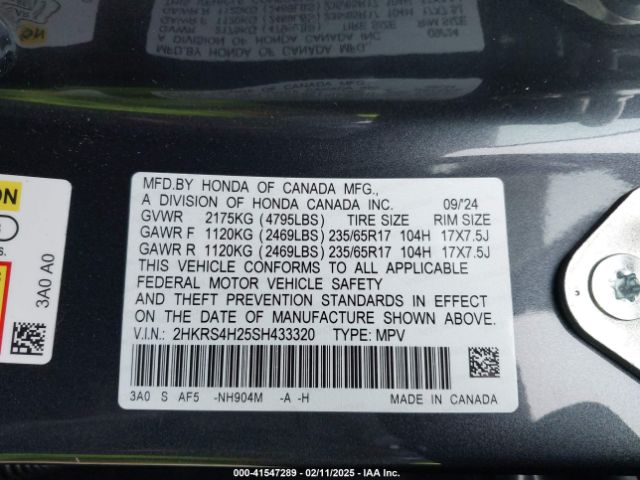 MFD.BY HONDA OF CANADA MFG.,
A DIVISION OF HONDA CANADA INC. 09/24
GVWR 2175KG (4795LBS) TIRE SIZE RIM SIZE
GAWR F 1120KG (2469LBS) 235/65R17 104H 17X7.5J
GAWR R 1120KG (2469LBS) 235/65R17 104H 17X7.5J
THIS VEHICLE CONFORMS TO ALL APPLICABLE
FEDERAL MOTOR VEHICLE SAFETY
AND THEFT PREVENTION STANDARDS IN EFFECT
ON THE DATE OF MANUFACTURE SHOWN ABOVE.
V.I.N.: 2HKRS4H25SH433320 TYPE: MPV
3A0 S AF5 -NH904M -A -H MADE IN CANADA
3A0 A0
000-41547289 - 02/11/2025 - IAA Inc.